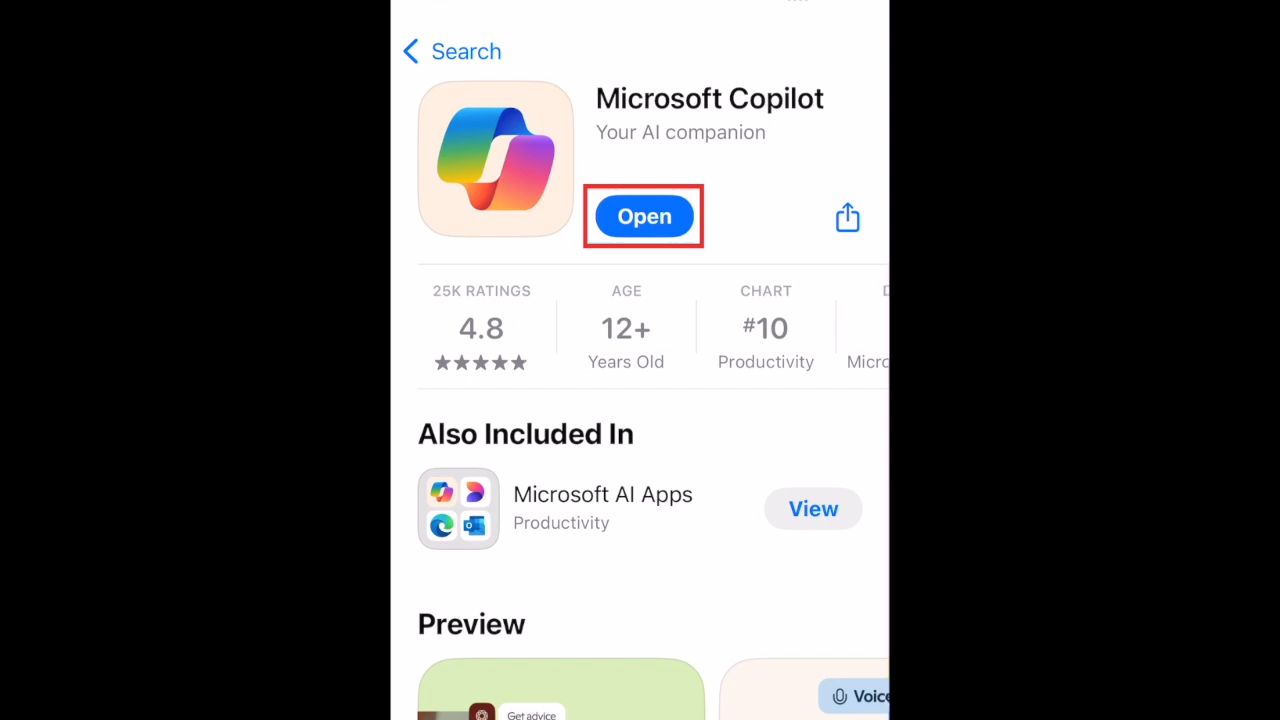 Search
Microsoft Copilot
Your AI companion
Open
25K RATINGS
AGE
CHART
4.8
12+
#10
Years Old
Productivity
Micro
Also Included In
Microsoft AI Apps
Productivity
View
Preview
Get advice
Voice